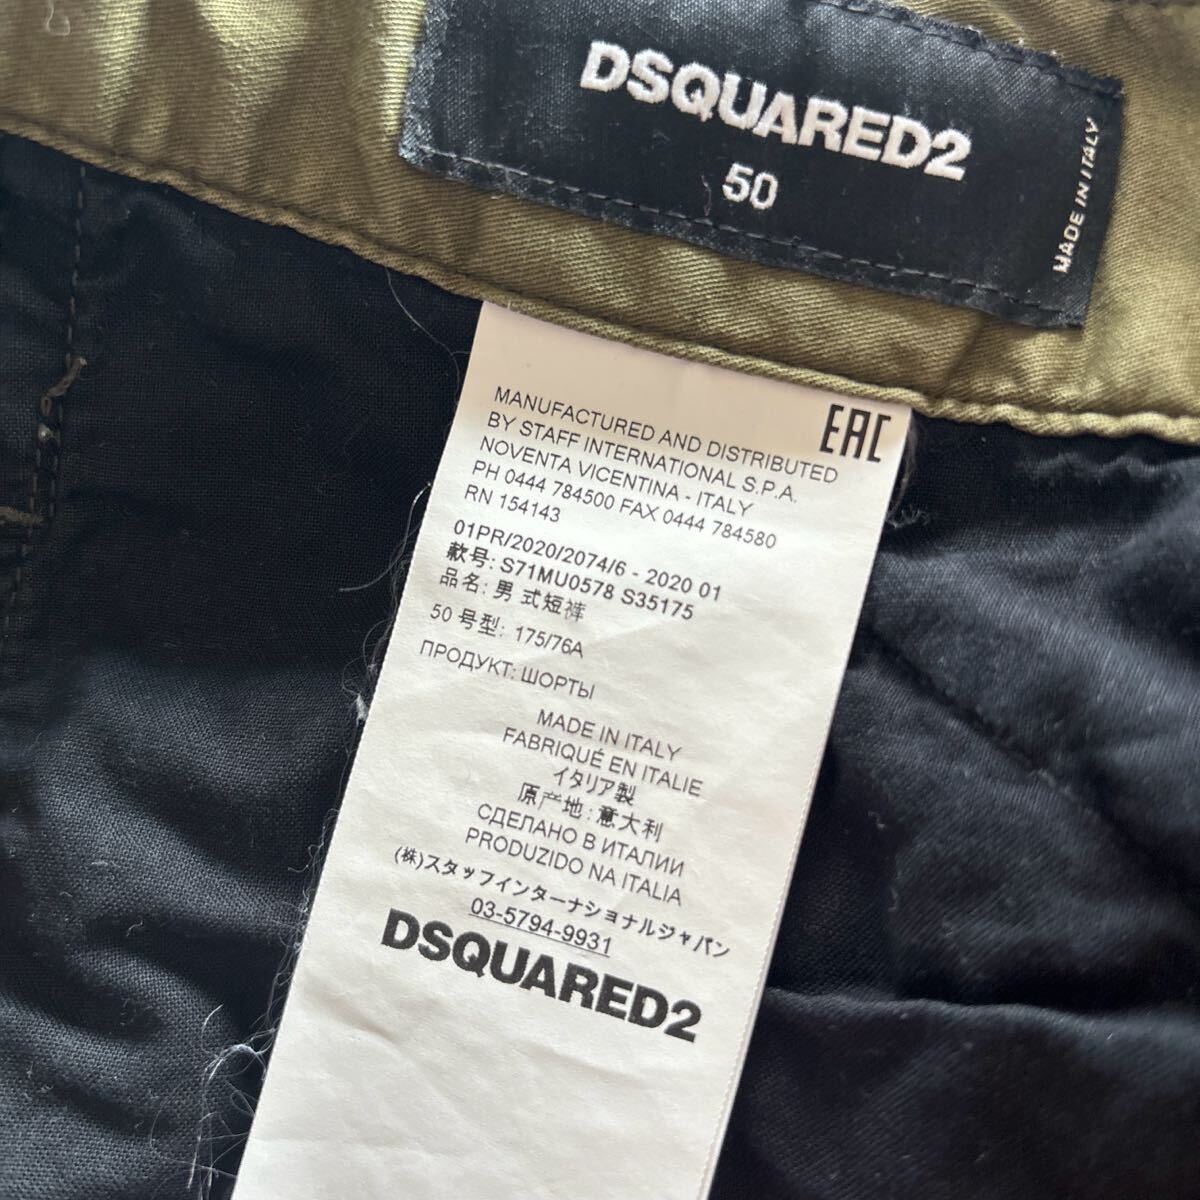 DSQUARED2
50
MADE IN ITALY
EAC
MANUFACTURED AND DISTRIBUTED
BY STAFF INTERNATIONAL S.P.A.
NOVENTA VICENTINA - ITALY
PH 0444 784500 FAX 0444 784580
RN 154143
01PR/2020/2074/6 - 2020 01
款号: S71MU0578 S35175
品名: 男式短裤
50 号型: 175/76A
ПРОДУКТ: ШОРТЫ
MADE IN ITALY
FABRIQUÉ EN ITALIE
イタリア製
原产地: 意大利
СДЕЛАНО В ИТАЛИИ
PRODUZIDO NA ITALIA
(株)スタッフインターナショナルジャパン
03-5794-9931
DSQUARED2